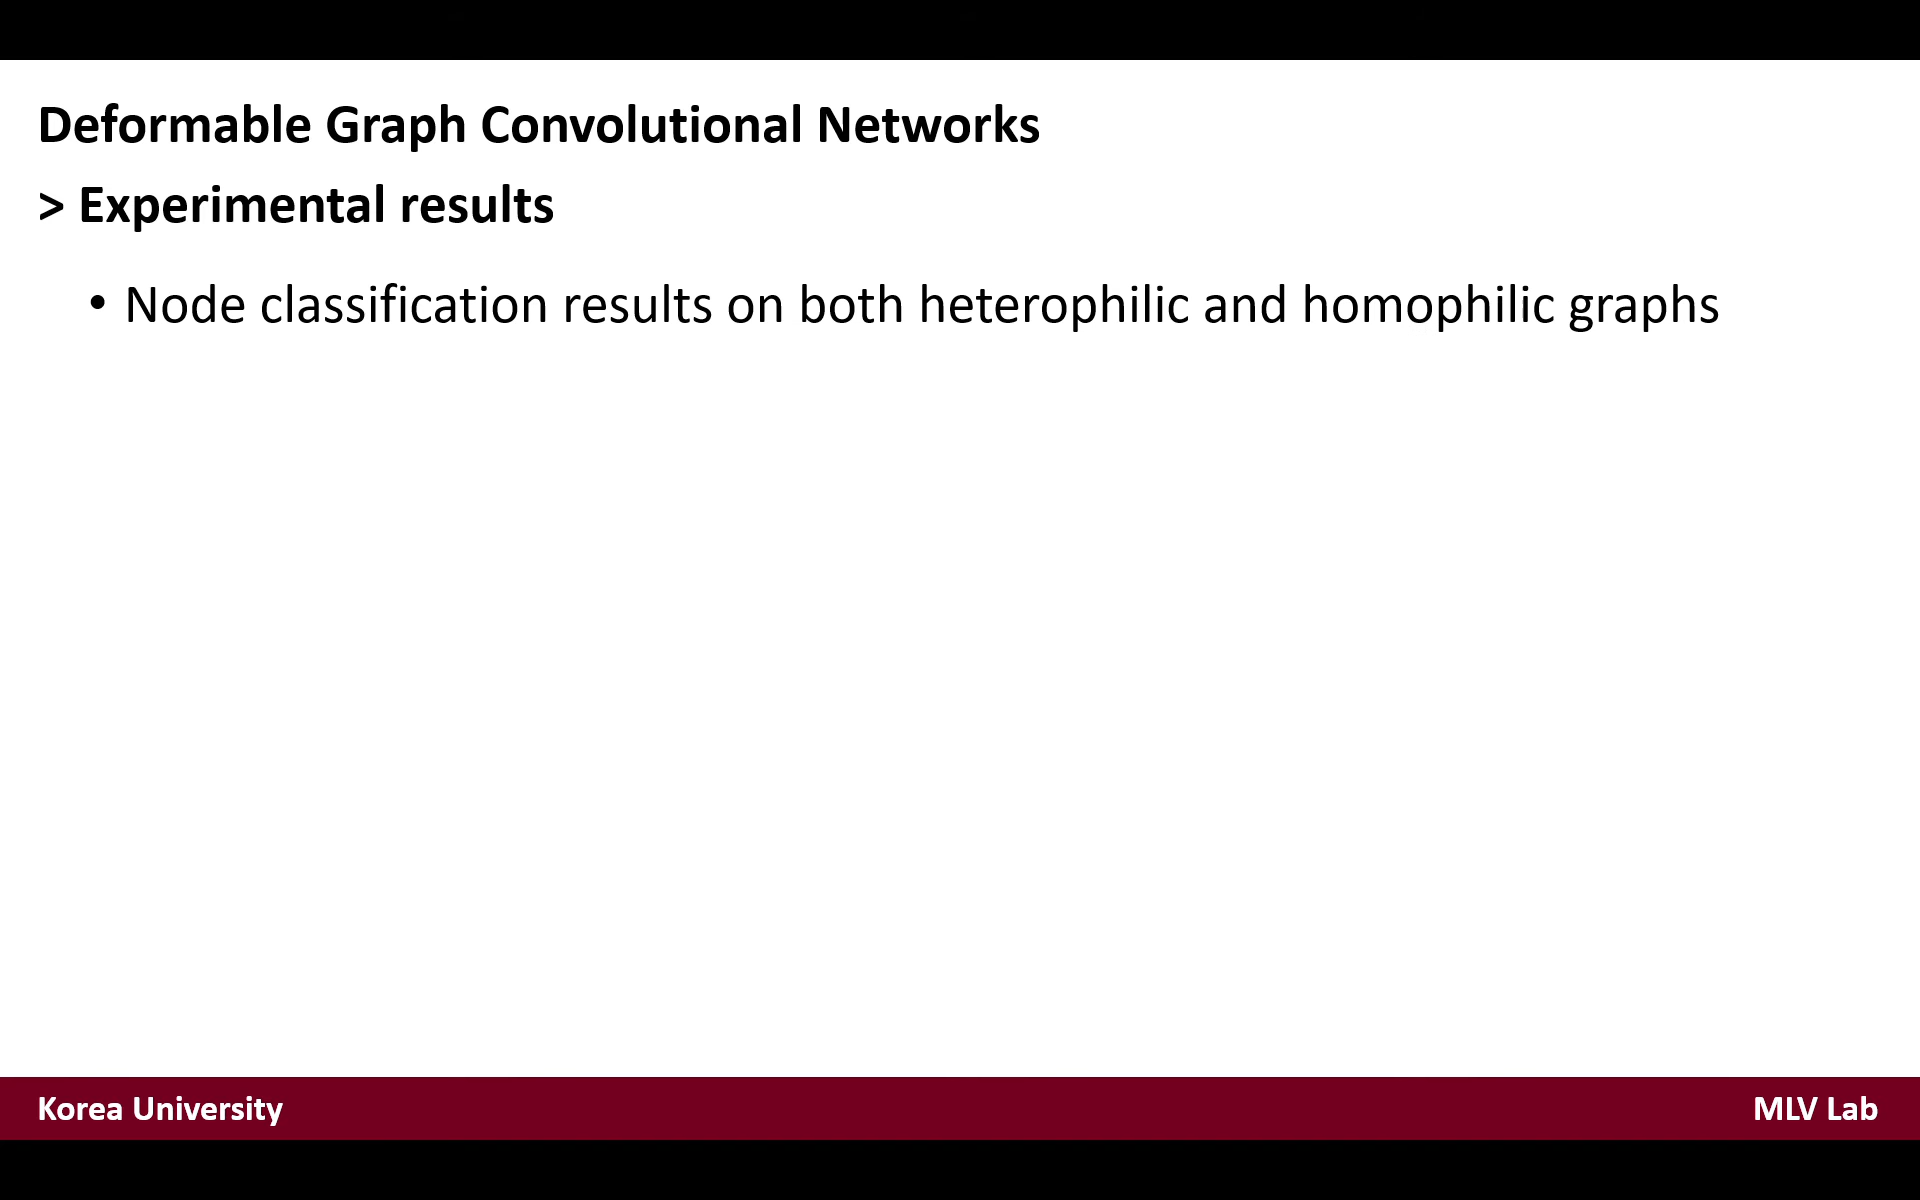 Deformable Graph Convolutional Networks
> Experimental results
• Node classification results on both heterophilic and homophilic graphs
Korea University
MLV Lab